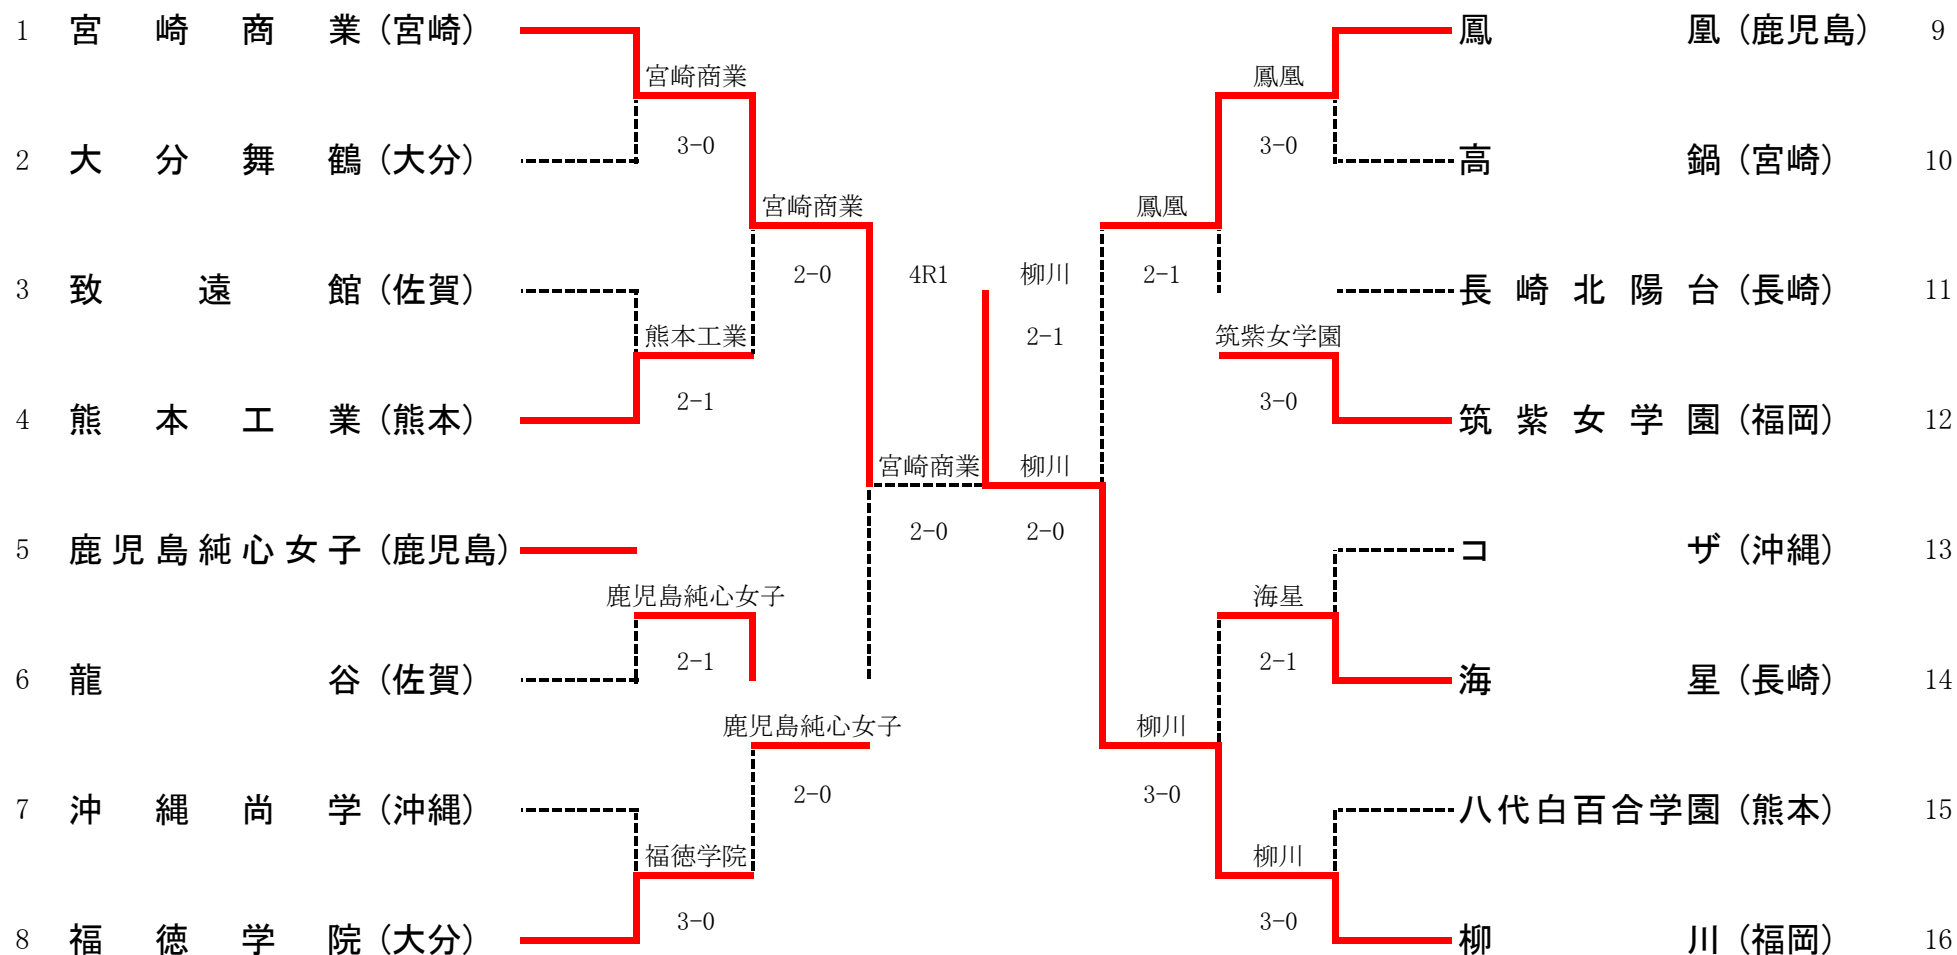 1 宮崎商業（宮崎） 鳳凰（鹿児島） 9
宮崎商業 鳳凰
3-0 3-0
2 大分舞鶴（大分） 高鍋（宮崎） 10
宮崎商業 鳳凰
2-0 4R1 柳川 2-1
3 致遠館（佐賀） 長崎北陽台（長崎） 11
熊本工業 2-1 筑紫女学園
2-1 3-0
4 熊本工業（熊本） 筑紫女学園（福岡） 12
宮崎商業 柳川
2-0 2-0
5 鹿児島純心女子（鹿児島） コザ（沖縄） 13
鹿児島純心女子 海星
2-1 2-1
6 龍谷（佐賀） 海星（長崎） 14
鹿児島純心女子 柳川
2-0 3-0
7 沖縄尚学（沖縄） 八代白百合学園（熊本） 15
福徳学院 柳川
3-0 3-0
8 福徳学院（大分） 柳川（福岡） 16